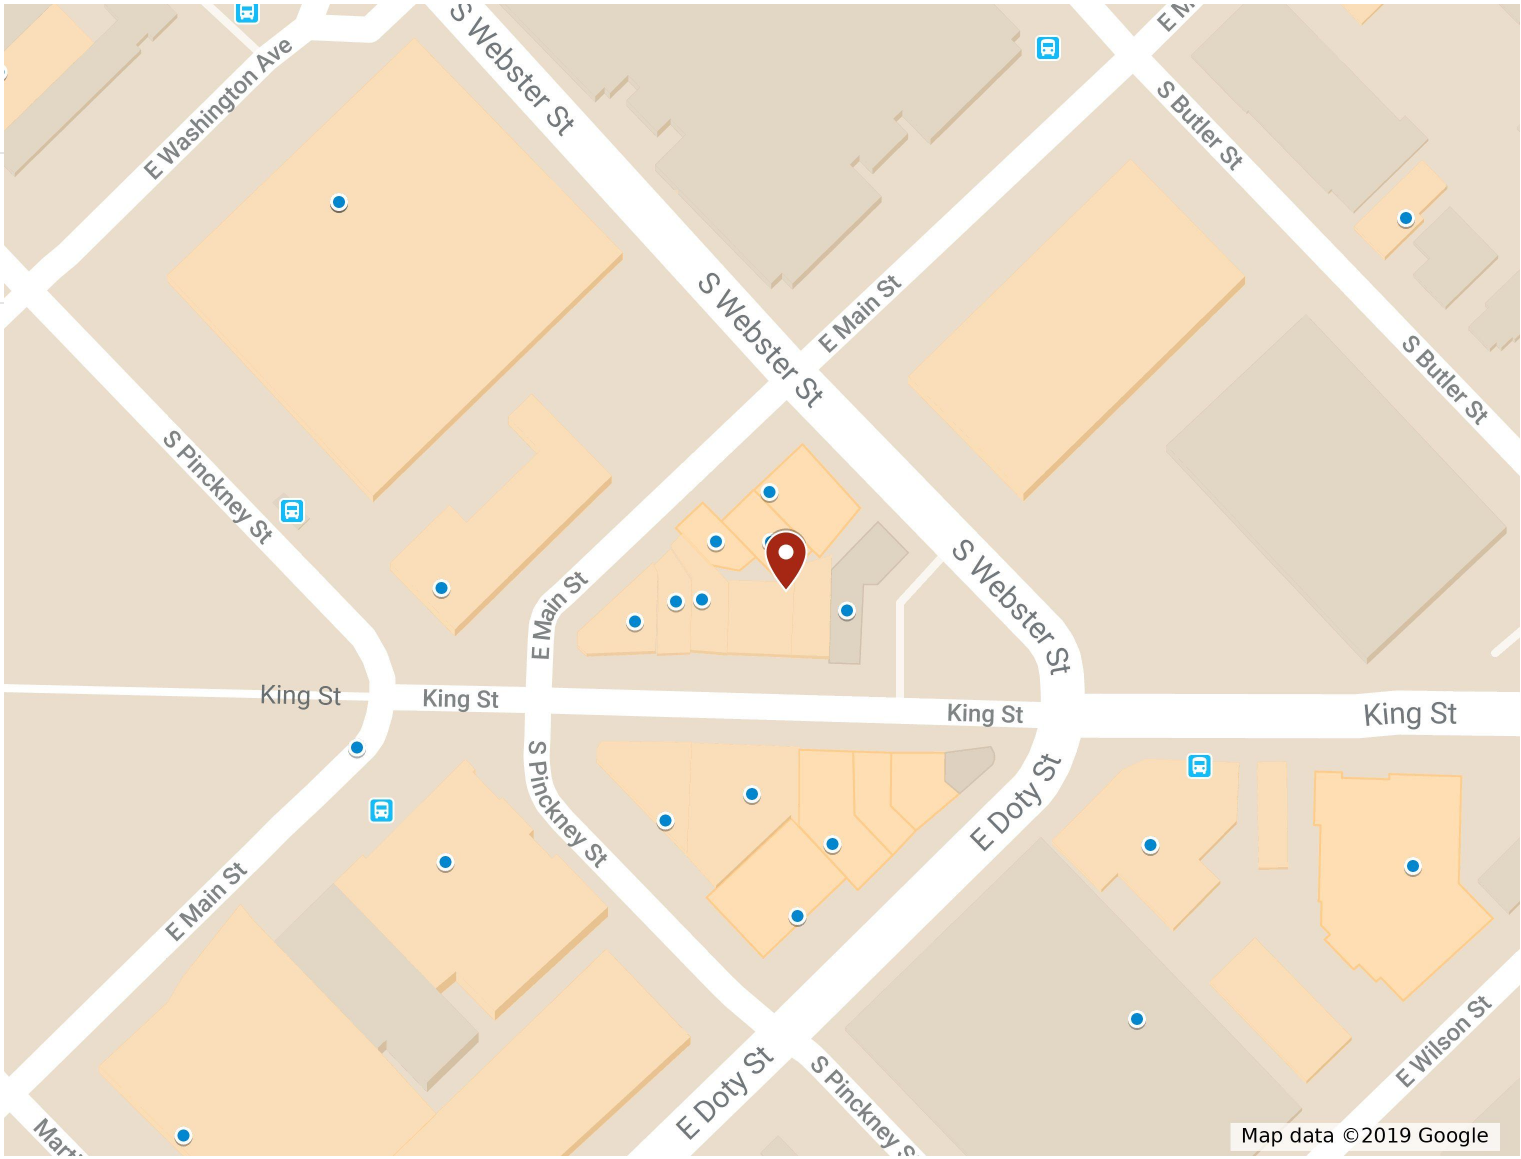 S Webster St
E M
E Washington Ave
S Butler St
S Webster St
E Main St
S Butler St
S Pinckney St
S Webster St
E Main St
King St
King St
King St
King St
S Pinckney St
E Doty St
E Main St
E Wilson St
E Doty St
S Pinckney S
Marti
Map data ©2019 Google